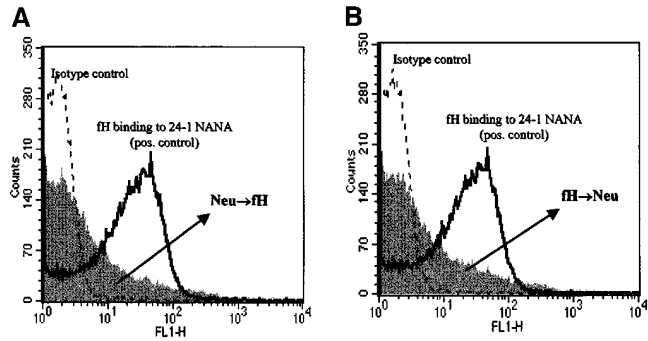 A
350
280
210
140
70
0
Counts
Isotype control
fH binding to 24-1 NANA
(pos. control)
Neu→fH
10⁰ 10¹ 10² 10³ 10⁴
FL1-H
B
350
280
210
140
70
0
Counts
Isotype control
fH binding to 24-1 NANA
(pos. control)
fH→Neu
10⁰ 10¹ 10² 10³ 10⁴
FL1-H